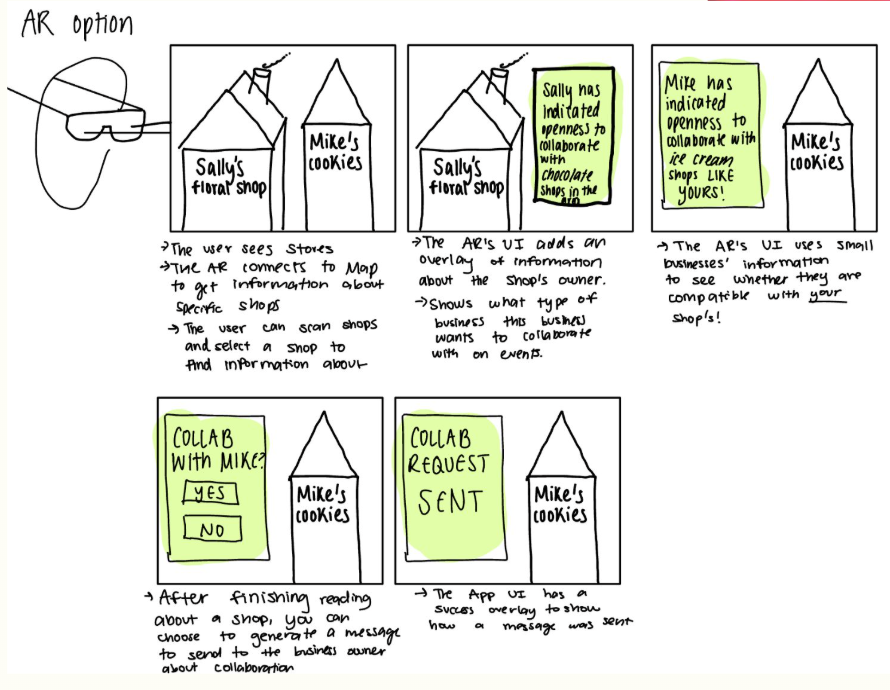 AR option
Sally's
floral shop
Mike's
cookies
→ The user sees stores
→ The AR connects to Map
to get information about
specific shops
→ The user can scan shops
and select a shop to
find information about
Sally's
floral shop
Sally has
indicated
openness to
collaborate
with
chocolate
shops in the
→ The AR's UI adds an
overlay of information
about the shop's owner.
→ Shows what type of
business this business
wants to collaborate
with on events.
Mike has
indicated
openness to
collaborate with
ice cream
shops LIKE
YOURS!
Mike's
cookies
→ The AR's UI uses small
businesses' information
to see whether they are
compatible with your
shop's!
COLLAB
WITH MIKE?
YES
NO
Mike's
cookies
→ After finishing reading
about a shop, you can
choose to generate a message
to send to the business owner
about collaboration
COLLAB
REQUEST
SENT
Mike's
cookies
→ The App UI has a
success overlay to show
how a message was sent